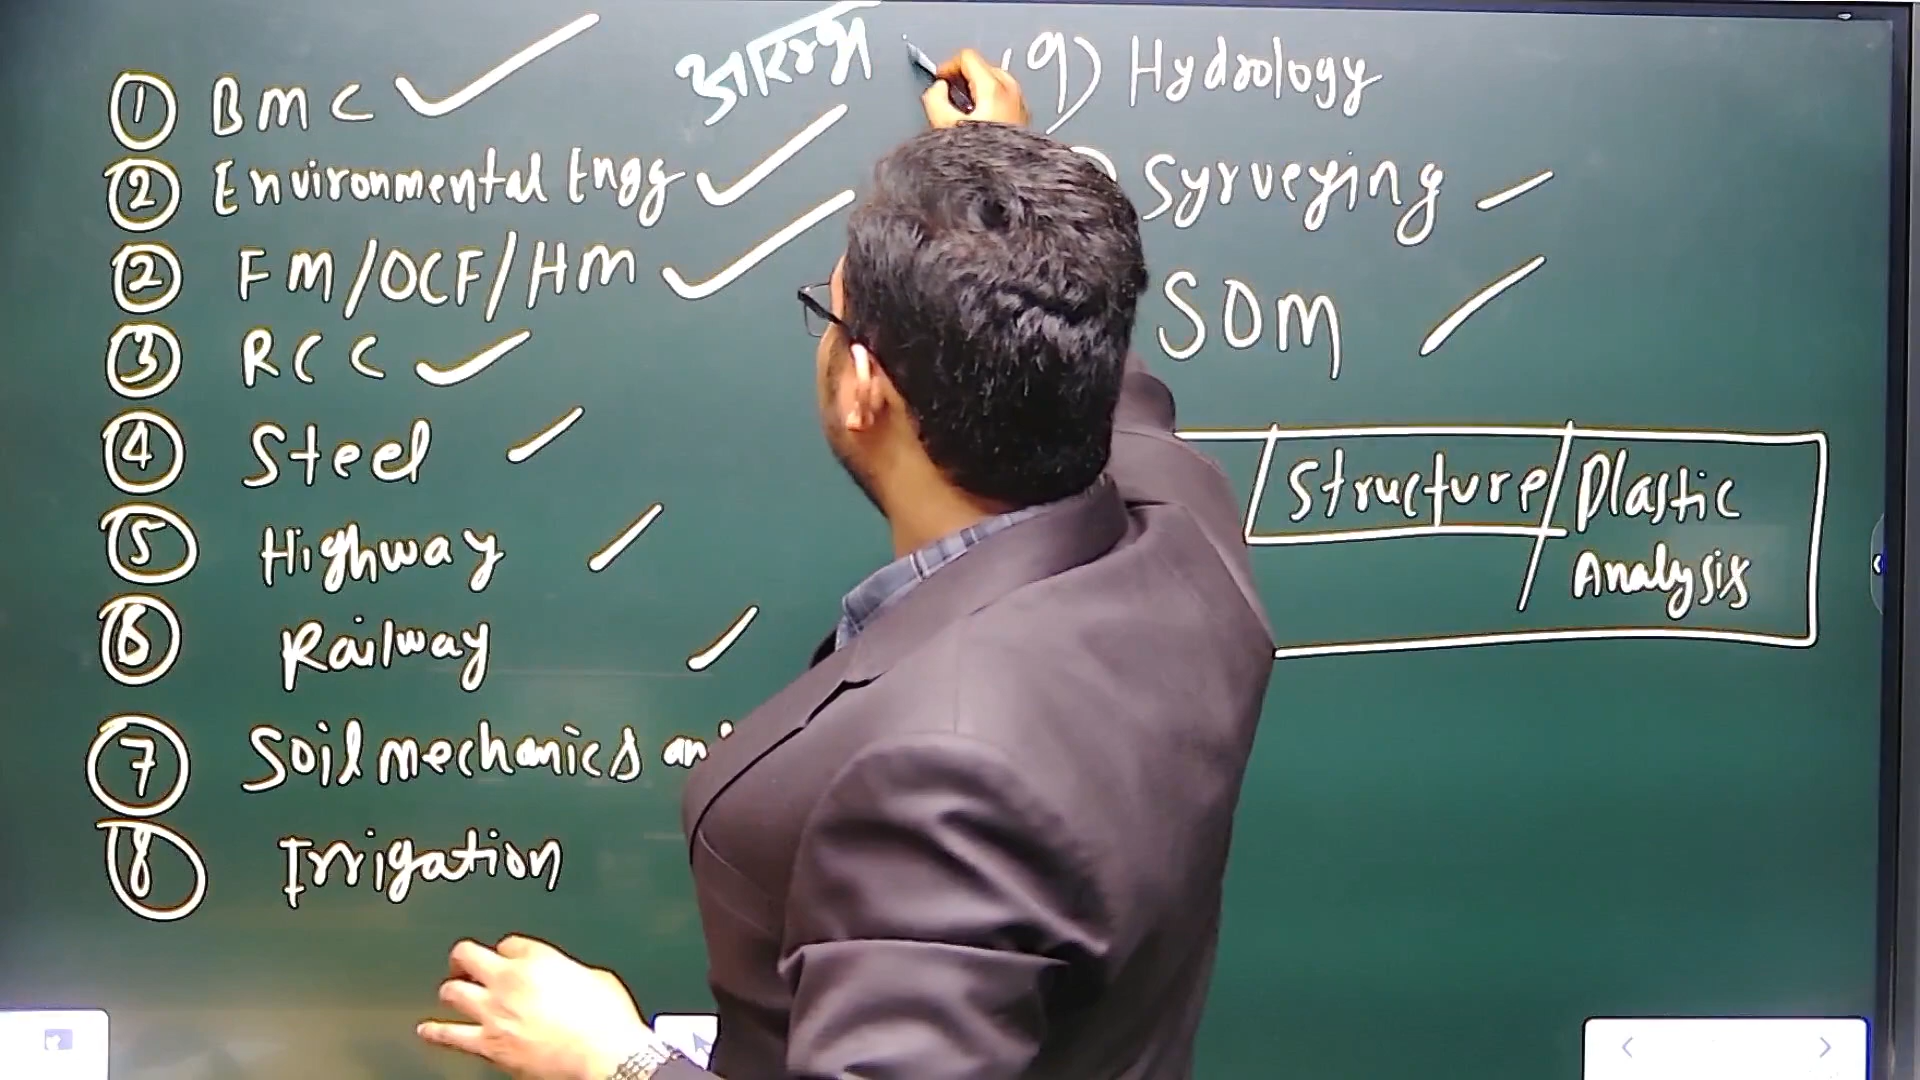 आरम्भ
① BMC
② Environmental Engg
② FM/OCF/HM
③ RCC
④ Steel
⑤ Highway
⑥ Railway
⑦ Soil mechanics
⑧ Irrigation
(9) Hydrology
Syrveying
SOM
Structure/Plastic
Analysis